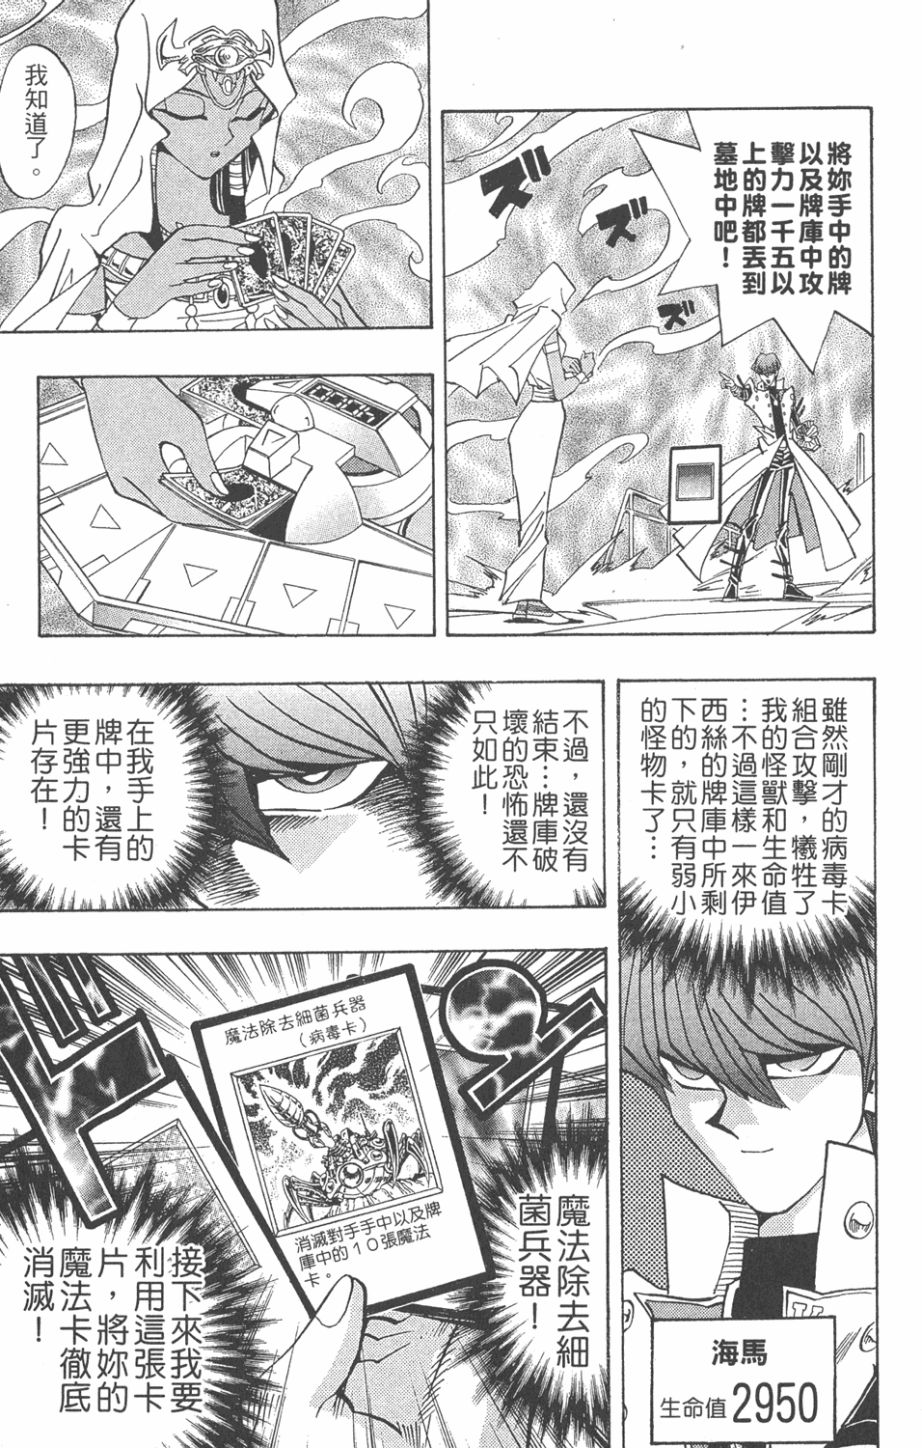 將妳手中的牌
以及牌庫中攻
擊力一千五以
上的牌都丟到
墓地中吧！
ズ
ズ
ズ
我知道了。
雖然剛才的病毒卡
組合攻擊，犧牲了
我的怪獸和生命值
…不過這樣一來伊
西絲的牌庫中所剩
下的，就只有弱小
的怪物卡了…
海馬
生命值2950
不過，還沒有
結束…牌庫破
壞的恐怖還不
只如此！
在我手上的
牌中，還有
更強力的卡
片存在！
魔法除去細菌兵器
（病毒卡）
消滅對手手中以及牌
庫中的１０張魔法
卡。
魔法除去細
菌兵器！
接下來我要
利用這張卡
片，將妳的
魔法卡徹底
消滅！